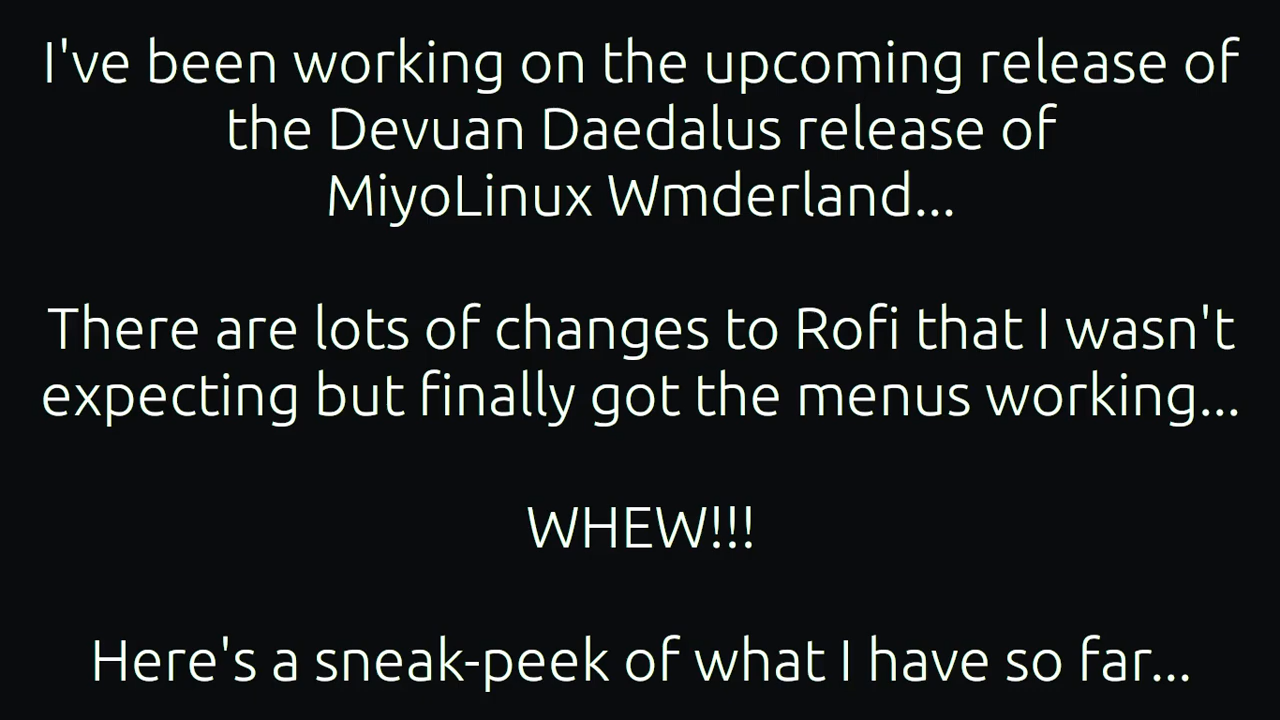 I've been working on the upcoming release of
the Devuan Daedalus release of
MiyoLinux Wmderland...
There are lots of changes to Rofi that I wasn't
expecting but finally got the menus working...
WHEW!!!
Here's a sneak-peek of what I have so far...